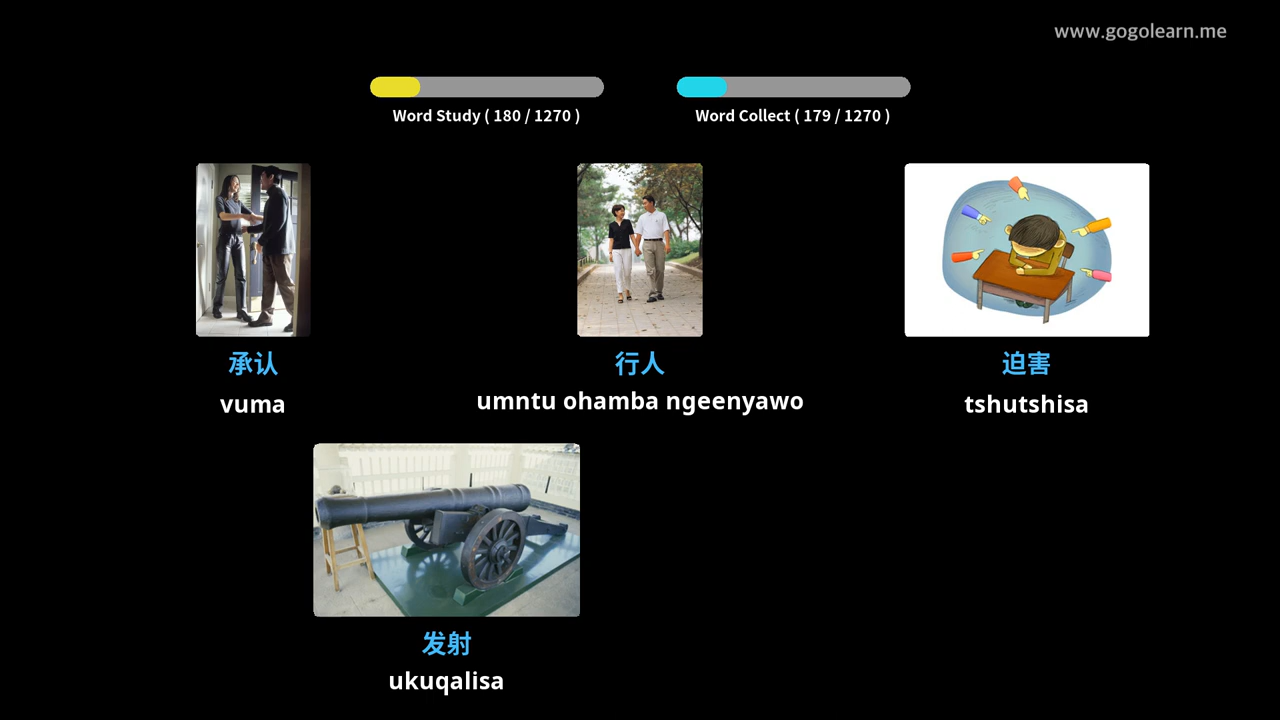 www.gogolearn.me
Word Study ( 180 / 1270 )
Word Collect ( 179 / 1270 )
承认
vuma
行人
umntu ohamba ngeenyawo
迫害
tshutshisa
发射
ukuqalisa